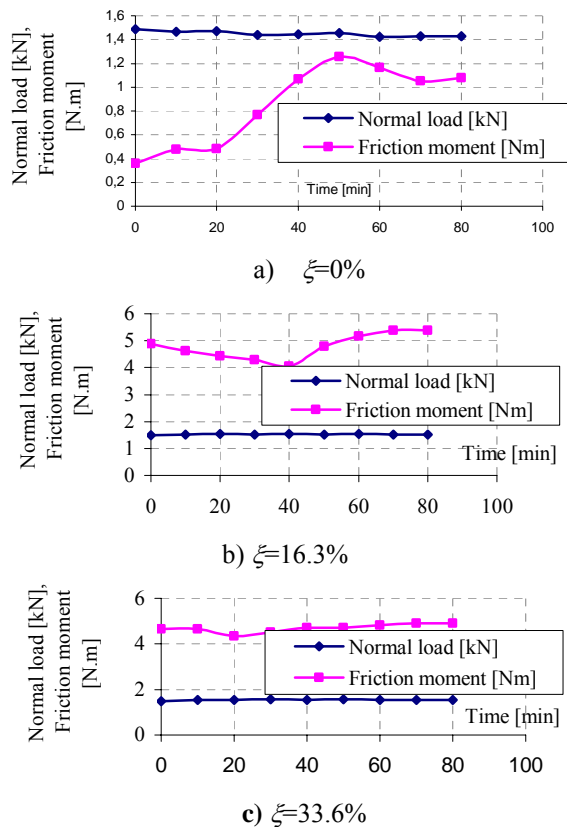 Normal load [kN],
Friction moment
[N.m]
1,6
1,4
1,2
1
0,8
0,6
0,4
0,2
0
Normal load [kN]
Friction moment [Nm]
Time [min]
0 20 40 60 80 100
a) ξ=0%
Normal load [kN],
Friction moment
[N.m]
6
5
4
3
2
1
0
Normal load [kN]
Friction moment [Nm]
Time [min]
0 20 40 60 80 100
b) ξ=16.3%
Normal load [kN],
Friction moment
[N.m]
6
4
2
0
Normal load [kN]
Friction moment [Nm]
Time [min]
0 20 40 60 80 100
c) ξ=33.6%